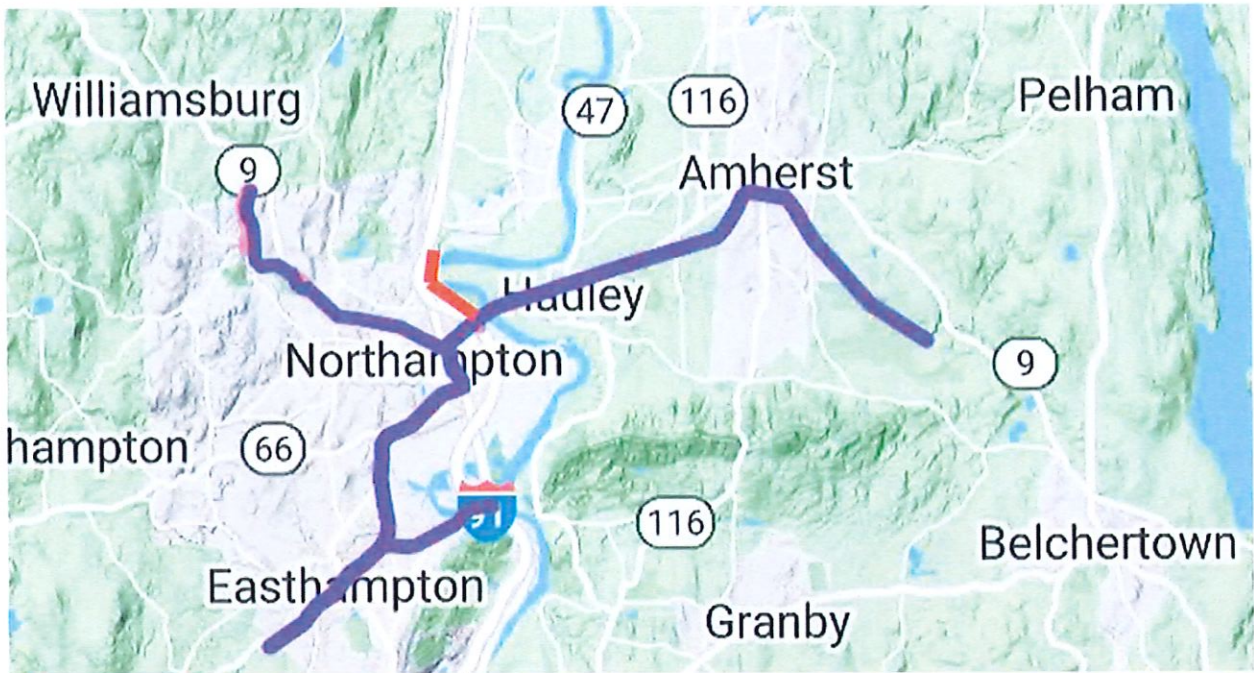 Williamsburg
47
116
Pelham
9
Amherst
Hadley
Northampton
9
hampton
66
91
116
Belchertown
Easthampton
Granby